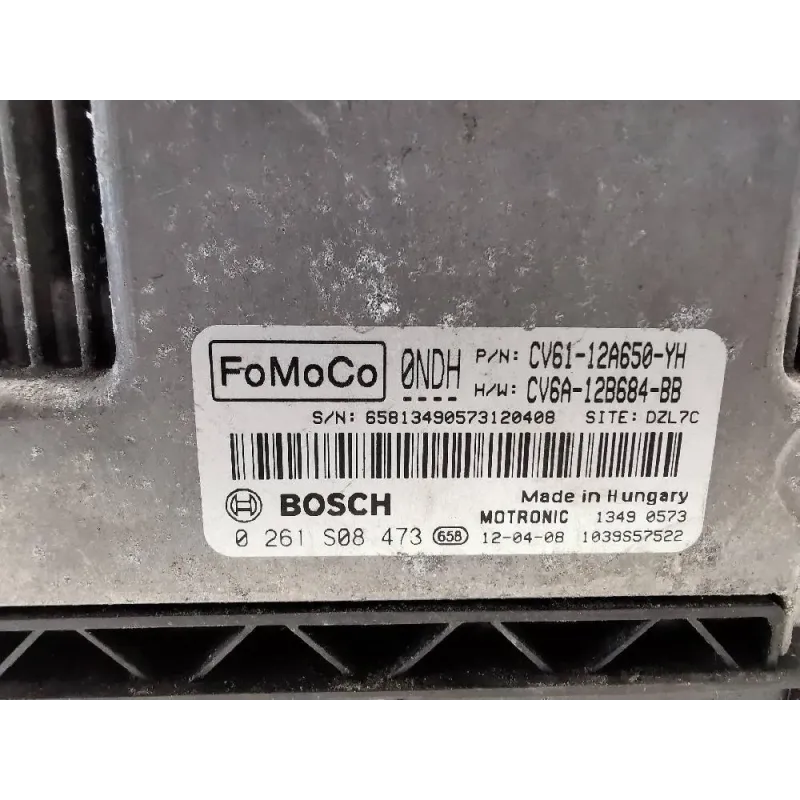 FoMoCo 0NDH P/N: CV61-12A650-YH
H/W: CV6A-12B684-BB
S/N: 65813490573120408 SITE: DZL7C
BOSCH Made in Hungary
MOTRONIC 1349 0573
0 261 S08 473 658 12-04-08 1039S57522